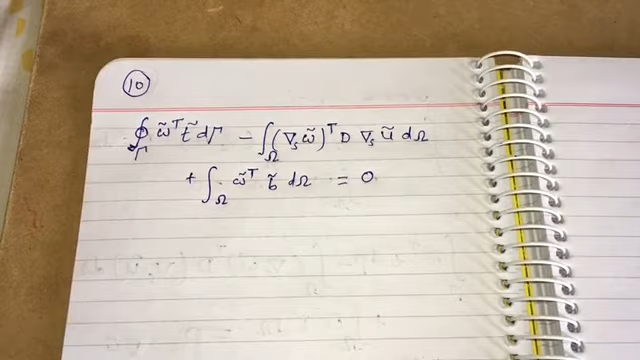 10
∮_Γ w̃ᵀ t̃ dΓ − ∫_Ω (∇ₛ w̃)ᵀ D ∇ₛ ũ dΩ
+ ∫_Ω w̃ᵀ b̃ dΩ = 0